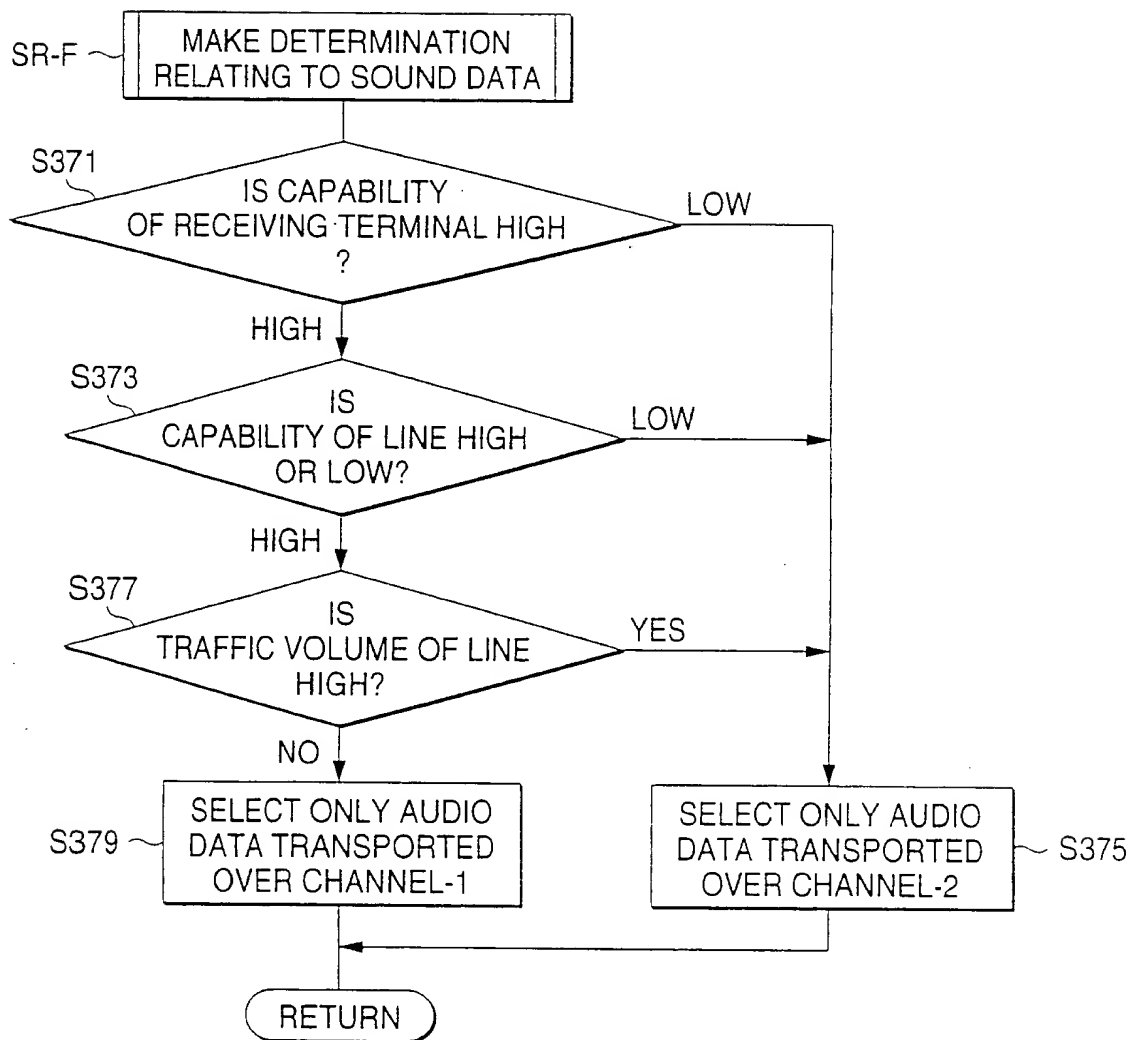 SR-F
MAKE DETERMINATION
RELATING TO SOUND DATA
S371
IS CAPABILITY
OF RECEIVING TERMINAL HIGH
?
LOW
HIGH
S373
IS
CAPABILITY OF LINE HIGH
OR LOW?
LOW
HIGH
S377
IS
TRAFFIC VOLUME OF LINE
HIGH?
YES
NO
S379
SELECT ONLY AUDIO
DATA TRANSPORTED
OVER CHANNEL-1
SELECT ONLY AUDIO
DATA TRANSPORTED
OVER CHANNEL-2
S375
RETURN